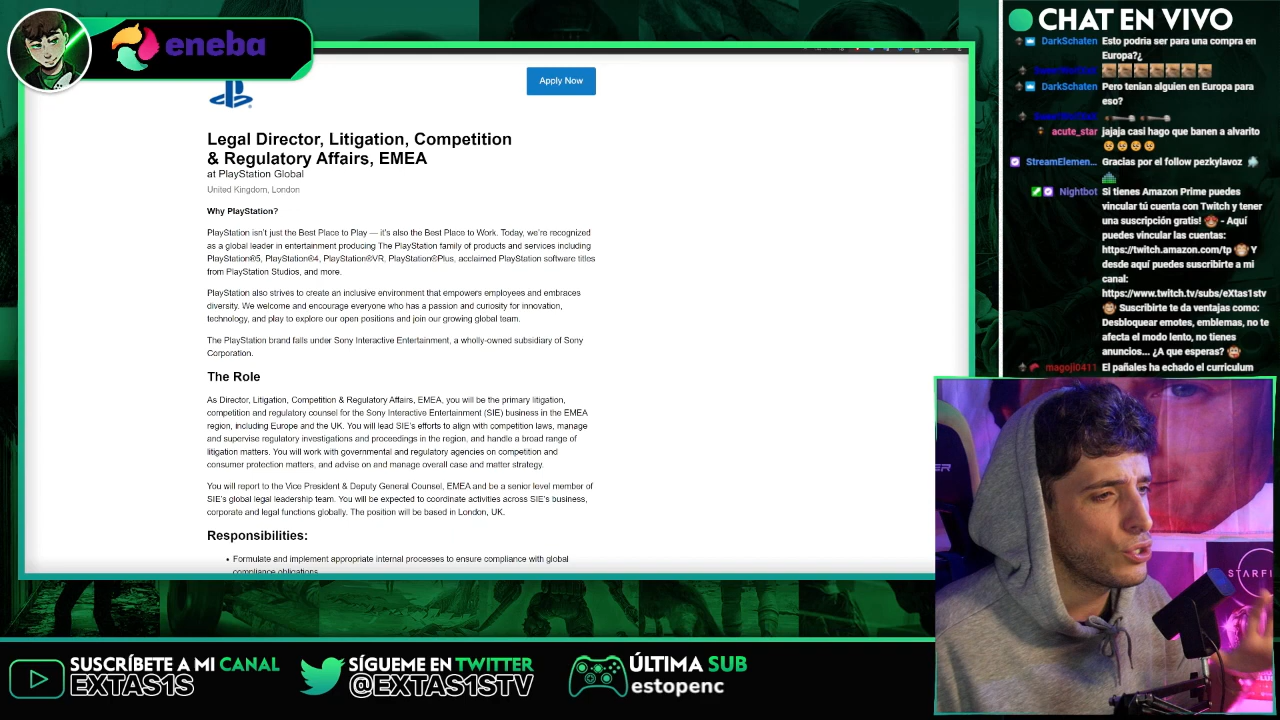 eneba
Apply Now
Legal Director, Litigation, Competition
& Regulatory Affairs, EMEA
at PlayStation Global
United Kingdom, London
Why PlayStation?
PlayStation isn't just the Best Place to Play — it's also the Best Place to Work. Today, we're recognized
as a global leader in entertainment producing The PlayStation family of products and services including
PlayStation®5, PlayStation®4, PlayStation®VR, PlayStation®Plus, acclaimed PlayStation software titles
from PlayStation Studios, and more.
PlayStation also strives to create an inclusive environment that empowers employees and embraces
diversity. We welcome and encourage everyone who has a passion and curiosity for innovation,
technology, and play to explore our open positions and join our growing global team.
The PlayStation brand falls under Sony Interactive Entertainment, a wholly-owned subsidiary of Sony
Corporation.
The Role
As Director, Litigation, Competition & Regulatory Affairs, EMEA, you will be the primary litigation,
competition and regulatory counsel for the Sony Interactive Entertainment (SIE) business in the EMEA
region, including Europe and the UK. You will lead SIE's efforts to align with competition laws, manage
and supervise regulatory investigations and proceedings in the region, and handle a broad range of
litigation matters. You will work with governmental and regulatory agencies on competition and
consumer protection matters, and advise on and manage overall case and matter strategy.
You will report to the Vice President & Deputy General Counsel, EMEA and be a senior level member of
SIE's global legal leadership team. You will be expected to coordinate activities across SIE's business,
corporate and legal functions globally. The position will be based in London, UK.
Responsibilities:
• Formulate and implement appropriate internal processes to ensure compliance with global
compliance obligations
CHAT EN VIVO
DarkSchaten Esto podria ser para una compra en
Europa?¿
DarkSchaten Pero tenian alguien en Europa para
eso?
acute_star jajaja casi hago que banen a alvarito
StreamElemen... Gracias por el follow pezkylavoz
Nightbot Si tienes Amazon Prime puedes
vincular tú cuenta con Twitch y tener
una suscripción gratis! - Aquí
puedes vincular las cuentas:
https://twitch.amazon.com/tp Y
desde aquí puedes suscribirte a mi
canal:
https://www.twitch.tv/subs/eXtas1stv
Suscribirte te da ventajas como:
Desbloquear emotes, emblemas, no te
afecta el modo lento, no tienes
anuncios... ¿A que esperas?
magoji0411 El pañales ha echado el curriculum
STARFI
SUSCRÍBETE A MI CANAL
EXTAS1S
SÍGUEME EN TWITTER
@EXTAS1STV
ÚLTIMA SUB
estopenc